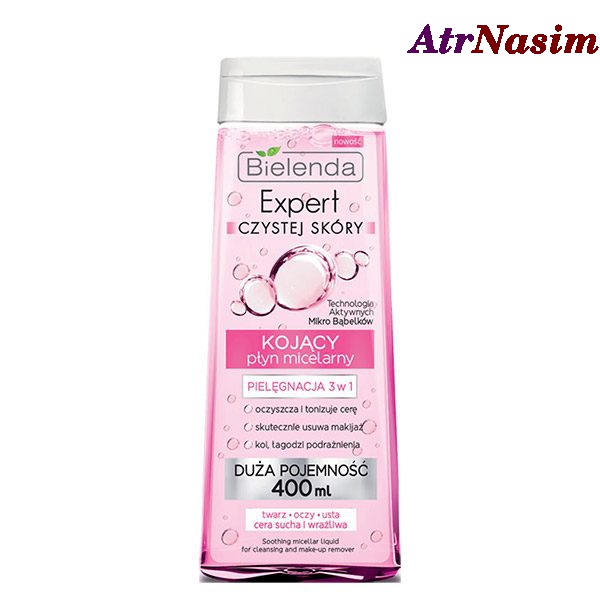 AtrNasim
nowość
Bielenda
Expert
CZYSTEJ SKÓRY
Technologia
Aktywnych
Mikro Bąbelków
KOJĄCY
płyn micelarny
PIELĘGNACJA 3 w 1
oczyszcza i tonizuje cerę
skutecznie usuwa makijaż
koi, łagodzi podrażnienia
DUŻA POJEMNOŚĆ
400 ml
twarz • oczy • usta
cera sucha i wrażliwa
Soothing micellar liquid
for cleansing and make-up remover